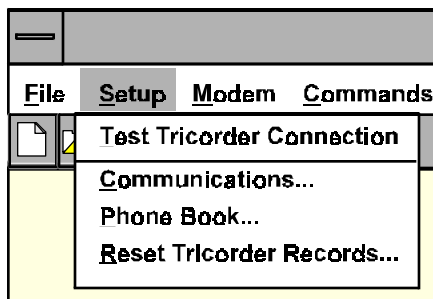 File Setup Modem Commands
Test Tricorder Connection
Communications...
Phone Book...
Reset Tricorder Records...